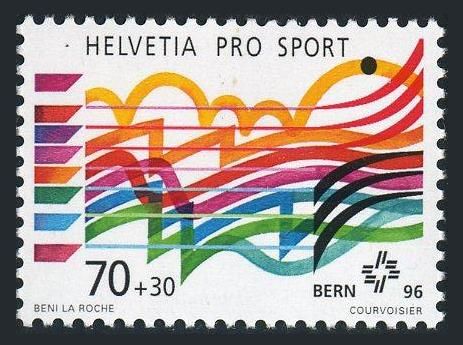 HELVETIA PRO SPORT
70+30
BERN 96
BENI LA ROCHE
COURVOISIER